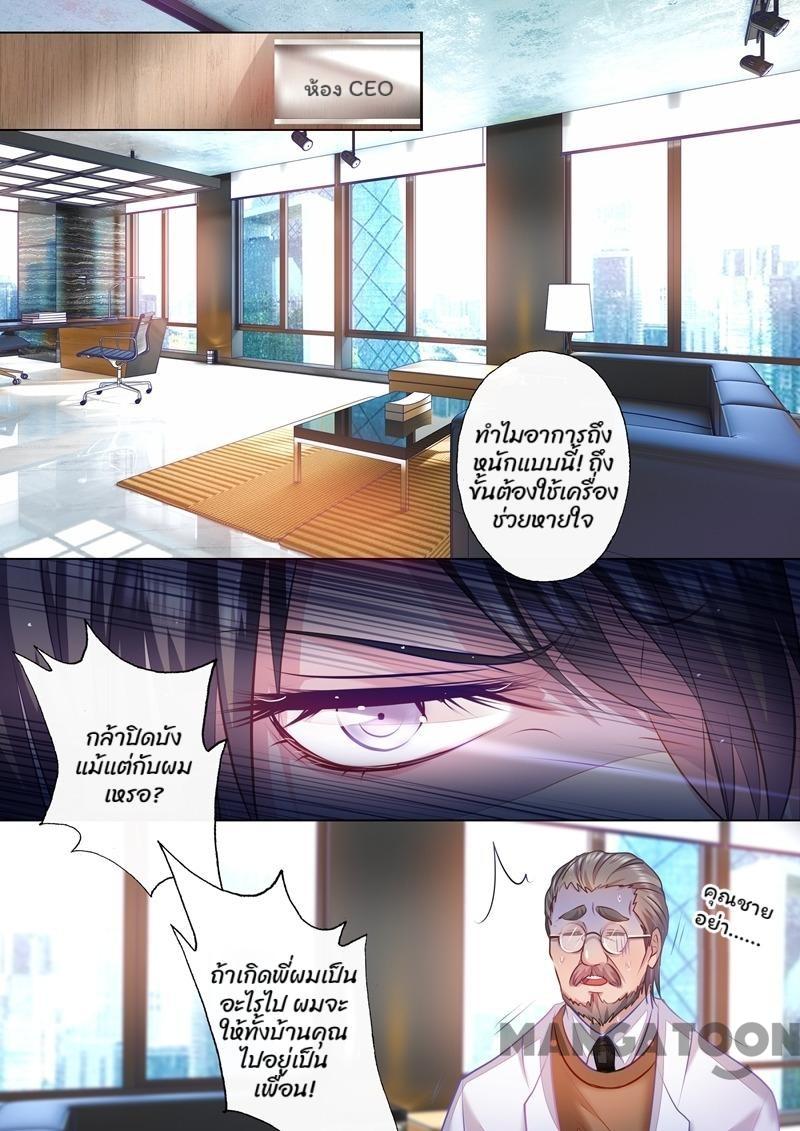 ห้อง CEO
ทำไมอาการถึง
หนักแบบนี้! ถึง
ขั้นต้องใช้เครื่อง
ช่วยหายใจ
กล้าปิดบัง
แม้แต่กับผม
เหรอ?
คุณชาย
อย่า......
ถ้าเกิดพี่ผมเป็น
อะไรไป ผมจะ
ให้ทั้งบ้านคุณ
ไปอยู่เป็น
เพื่อน!
MANGATOON